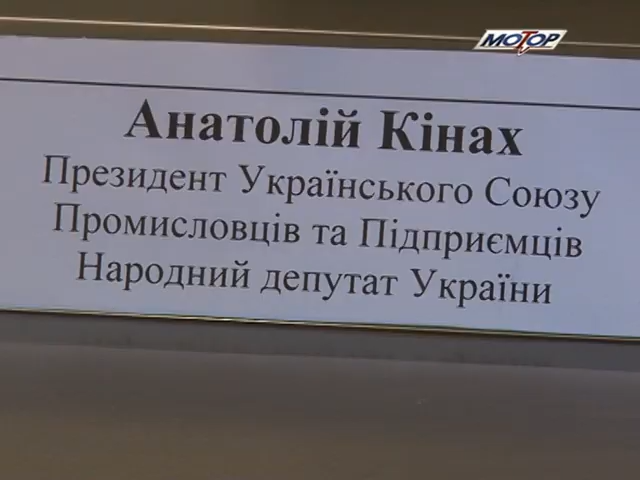 МОТОР
Анатолій Кінах
Президент Українського Союзу
Промисловців та Підприємців
Народний депутат України